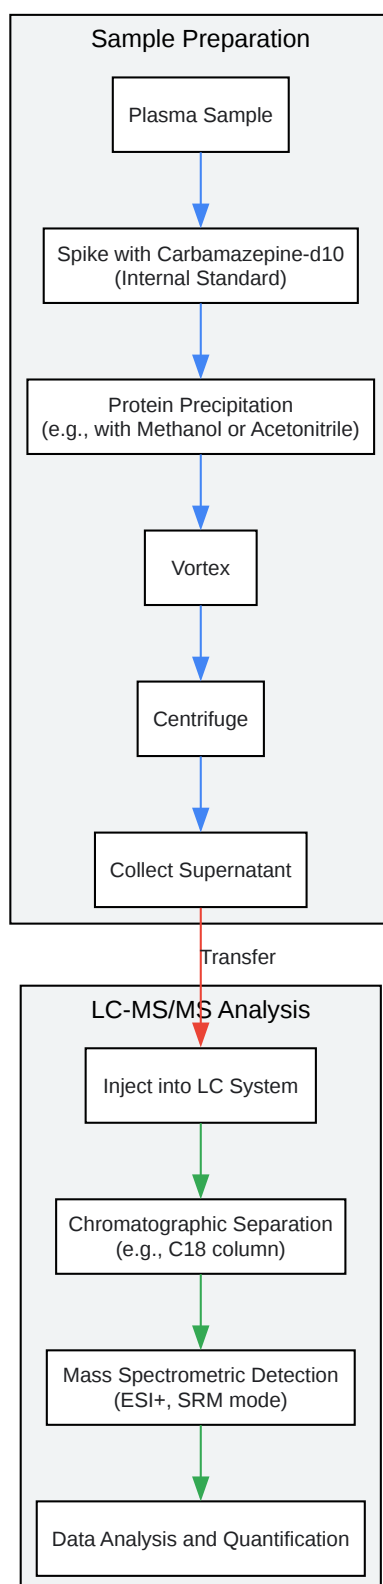 Sample Preparation
Plasma Sample
Spike with Carbamazepine-d10
(Internal Standard)
Protein Precipitation
(e.g., with Methanol or Acetonitrile)
Vortex
Centrifuge
Collect Supernatant
Transfer
LC-MS/MS Analysis
Inject into LC System
Chromatographic Separation
(e.g., C18 column)
Mass Spectrometric Detection
(ESI+, SRM mode)
Data Analysis and Quantification